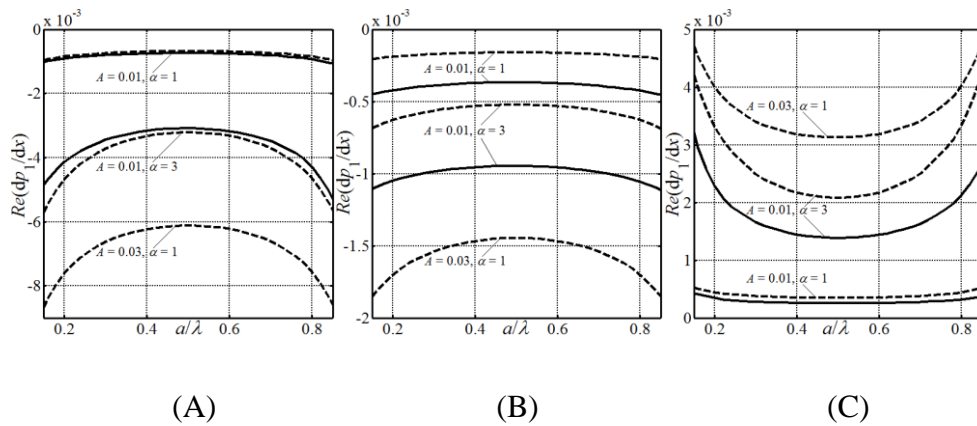 x 10⁻³
0
-2
-4
-6
-8
Re(dp₁/dx)
A = 0.01, α = 1
A = 0.01, α = 3
A = 0.03, α = 1
0.2 0.4 a/λ 0.6 0.8
(A)
x 10⁻³
0
-0.5
-1
-1.5
-2
Re(dp₁/dx)
A = 0.01, α = 1
A = 0.01, α = 3
A = 0.03, α = 1
0.2 0.4 a/λ 0.6 0.8
(B)
x 10⁻³
5
4
3
2
1
0
Re(dp₁/dx)
A = 0.03, α = 1
A = 0.01, α = 3
A = 0.01, α = 1
0.2 0.4 a/λ 0.6 0.8
(C)